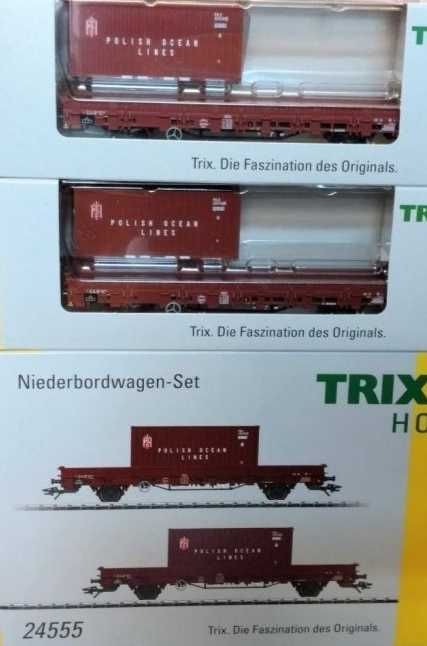 POLISH OCEAN
LINES
TRIX
Trix. Die Faszination des Originals.
POLISH OCEAN
LINES
TR
Trix. Die Faszination des Originals.
Niederbordwagen-Set
TRIX
HO
POLISH OCEAN
LINES
POLISH OCEAN
LINES
24555
Trix. Die Faszination des Originals.